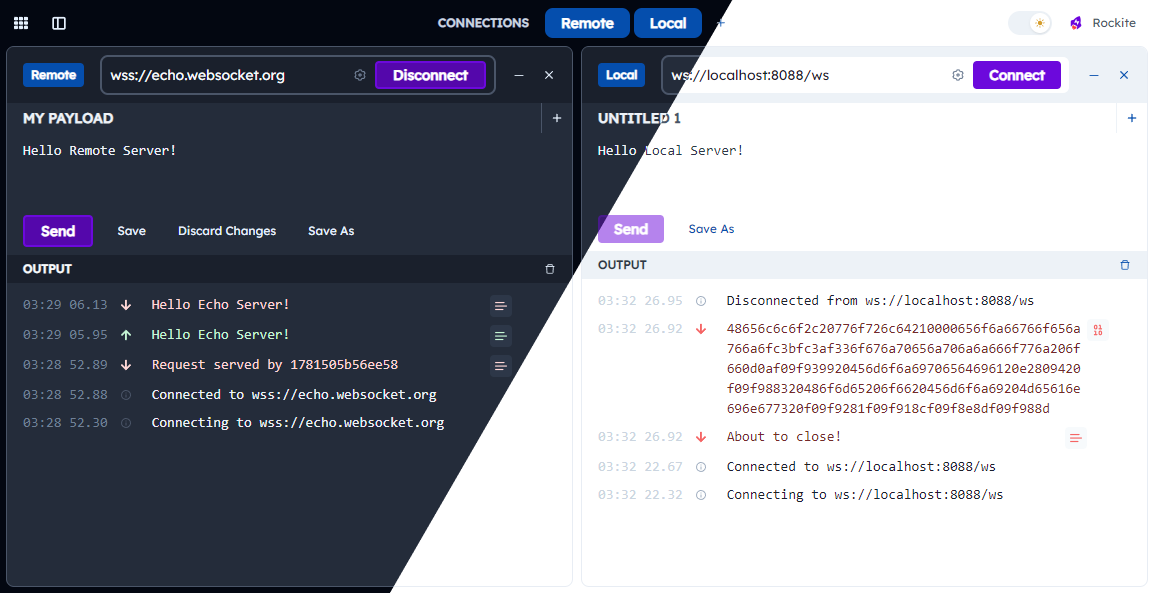 CONNECTIONS Remote Local + Rockite
Remote wss://echo.websocket.org Disconnect
MY PAYLOAD
Hello Remote Server!
Send Save Discard Changes Save As
OUTPUT
03:29 06.13 Hello Echo Server!
03:29 05.95 Hello Echo Server!
03:28 52.89 Request served by 1781505b56ee58
03:28 52.88 Connected to wss://echo.websocket.org
03:28 52.30 Connecting to wss://echo.websocket.org
Local ws://localhost:8088/ws Connect
UNTITLED 1
Hello Local Server!
Send Save As
OUTPUT
03:32 26.95 Disconnected from ws://localhost:8088/ws
03:32 26.92 48656c6c6f2c20776f726c64210000656f6a66766f656a
766a6fc3bfc3af336f676a70656a706a6a666f776a206f
660d0af09f939920456d6f6a69706564696120e2809420
f09f988320486f6d65206f6620456d6f6a69204d65616e
696e677320f09f9281f09f918cf09f8e8df09f988d
03:32 26.92 About to close!
03:32 22.67 Connected to ws://localhost:8088/ws
03:32 22.32 Connecting to ws://localhost:8088/ws